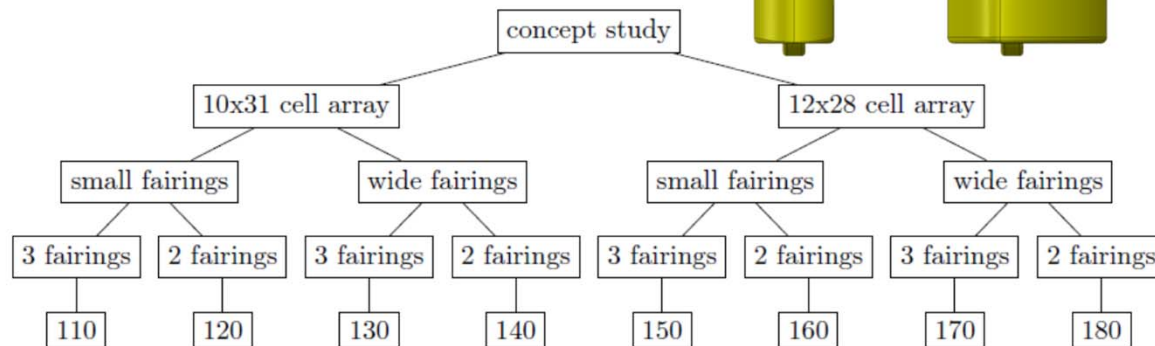 concept study
10x31 cell array 12x28 cell array
small fairings wide fairings small fairings wide fairings
3 fairings 2 fairings 3 fairings 2 fairings 3 fairings 2 fairings 3 fairings 2 fairings
110 120 130 140 150 160 170 180